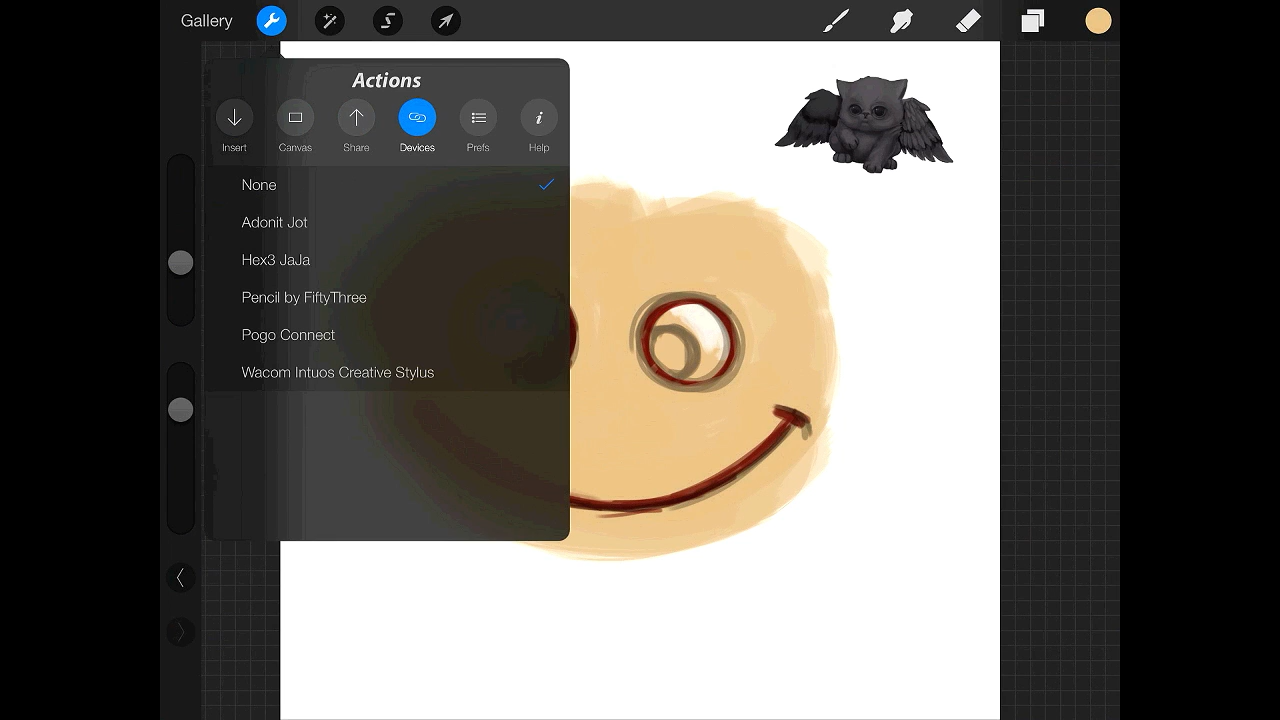 Gallery
Actions
Insert Canvas Share Devices Prefs Help
None
Adonit Jot
Hex3 JaJa
Pencil by FiftyThree
Pogo Connect
Wacom Intuos Creative Stylus